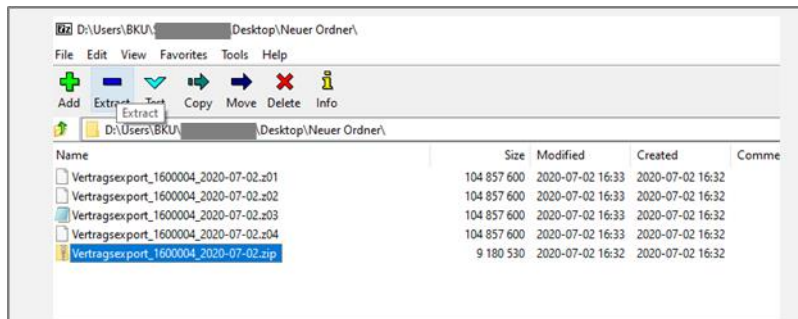 D:\Users\BKU\ Desktop\Neuer Ordner\
File Edit View Favorites Tools Help
Add Extract Test Copy Move Delete Info
Extract
D:\Users\BKU\ \Desktop\Neuer Ordner\
Name Size Modified Created Comme
Vertragsexport_1600004_2020-07-02.z01 104 857 600 2020-07-02 16:33 2020-07-02 16:32
Vertragsexport_1600004_2020-07-02.z02 104 857 600 2020-07-02 16:33 2020-07-02 16:32
Vertragsexport_1600004_2020-07-02.z03 104 857 600 2020-07-02 16:33 2020-07-02 16:32
Vertragsexport_1600004_2020-07-02.z04 104 857 600 2020-07-02 16:33 2020-07-02 16:32
Vertragsexport_1600004_2020-07-02.zip 9 180 530 2020-07-02 16:32 2020-07-02 16:32